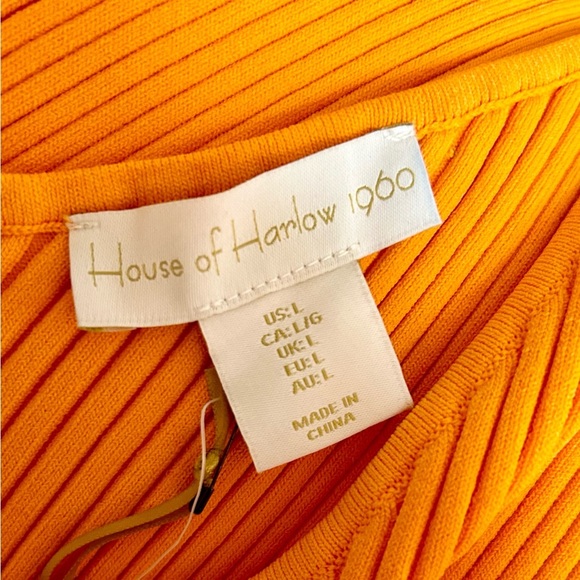 House of Harlow 1960
US: L
CA: L/G
UK: L
EU: L
AU: L
MADE IN
CHINA